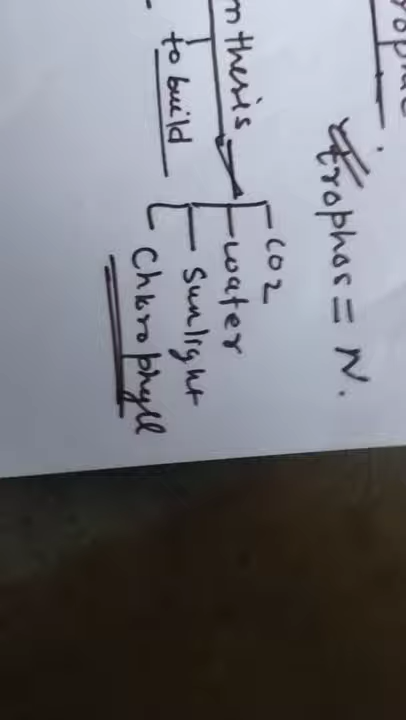 trophos = N.
CO2
nthesis water
to build Sunlight
Chlorophyll